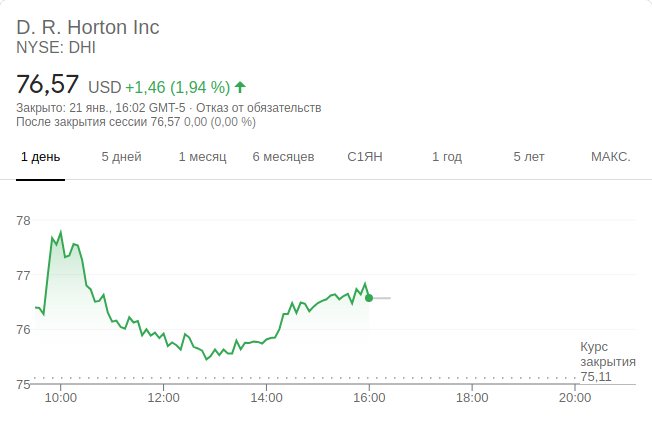 D. R. Horton Inc
NYSE: DHI
76,57 USD +1,46 (1,94 %)
Закрыто: 21 янв., 16:02 GMT-5 · Отказ от обязательств
После закрытия сессии 76,57 0,00 (0,00 %)
1 день 5 дней 1 месяц 6 месяцев С1ЯН 1 год 5 лет МАКС.
78
77
76
75
Курс
закрытия
75,11
10:00 12:00 14:00 16:00 18:00 20:00